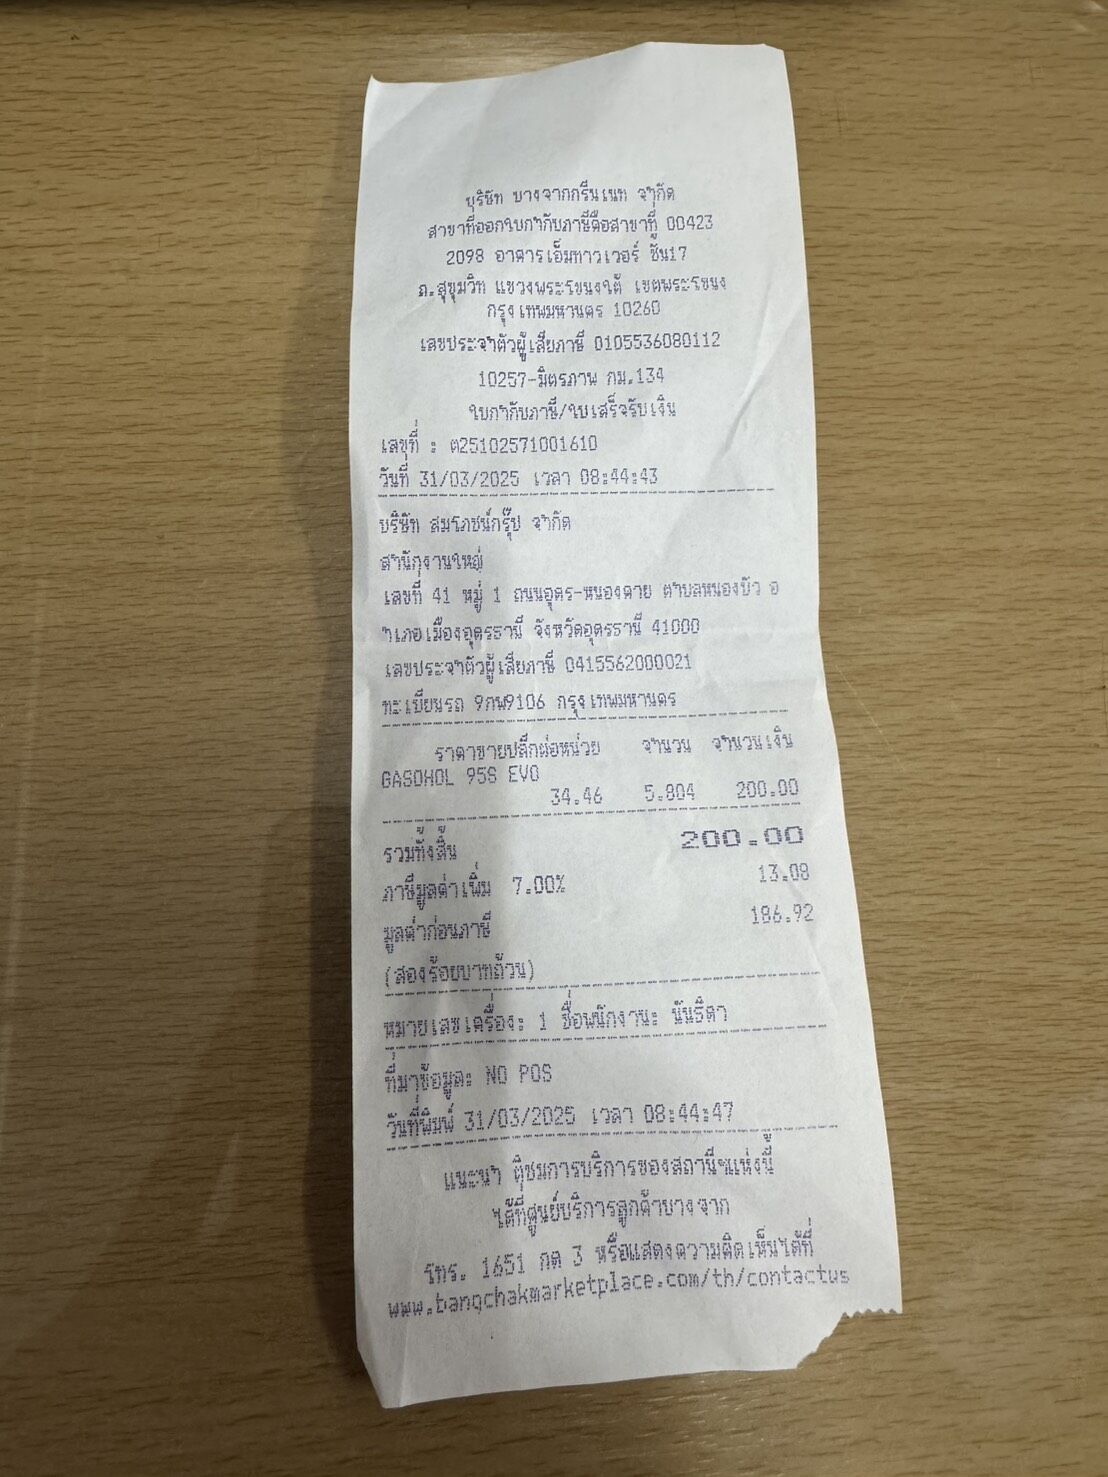 บริษัท บางจากกรีนเนท จำกัด
สาขาที่ออกใบกำกับภาษีคือสาขาที่ 00423
2098 อาคารเอ็มทาวเวอร์ ชั้น17
ถ.สุขุมวิท แขวงพระโขนงใต้ เขตพระโขนง
กรุงเทพมหานคร 10260
เลขประจำตัวผู้เสียภาษี 0105536080112
10257-มิตรภาพ กม.134
ใบกำกับภาษี/ใบเสร็จรับเงิน
เลขที่ : ต25102571001610
วันที่ 31/03/2025 เวลา 08:44:43
บริษัท สมโภชน์กรุ๊ป จำกัด
สำนักงานใหญ่
เลขที่ 41 หมู่ 1 ถนนอุดร-หนองคาย ตำบลหนองบัว อ
ำเภอเมืองอุดรธานี จังหวัดอุดรธานี 41000
เลขประจำตัวผู้เสียภาษี 0415562000021
ทะเบียนรถ 9กพ9106 กรุงเทพมหานคร
ราคาขายปลีกต่อหน่วย จำนวน จำนวนเงิน
GASOHOL 95S EVO
34.46 5.804 200.00
รวมทั้งสิ้น 200.00
ภาษีมูลค่าเพิ่ม 7.00% 13.08
มูลค่าก่อนภาษี 186.92
(สองร้อยบาทถ้วน)
หมายเลขเครื่อง: 1 ชื่อพนักงาน: นันธิดา
ที่มาข้อมูล: NO POS
วันที่พิมพ์ 31/03/2025 เวลา 08:44:47
แนะนำ ติชมการบริการของสถานีฯแห่งนี้
ได้ที่ศูนย์บริการลูกค้าบางจาก
โทร. 1651 กด 3 หรือแสดงความคิดเห็นได้ที่
www.bangchakmarketplace.com/th/contactus